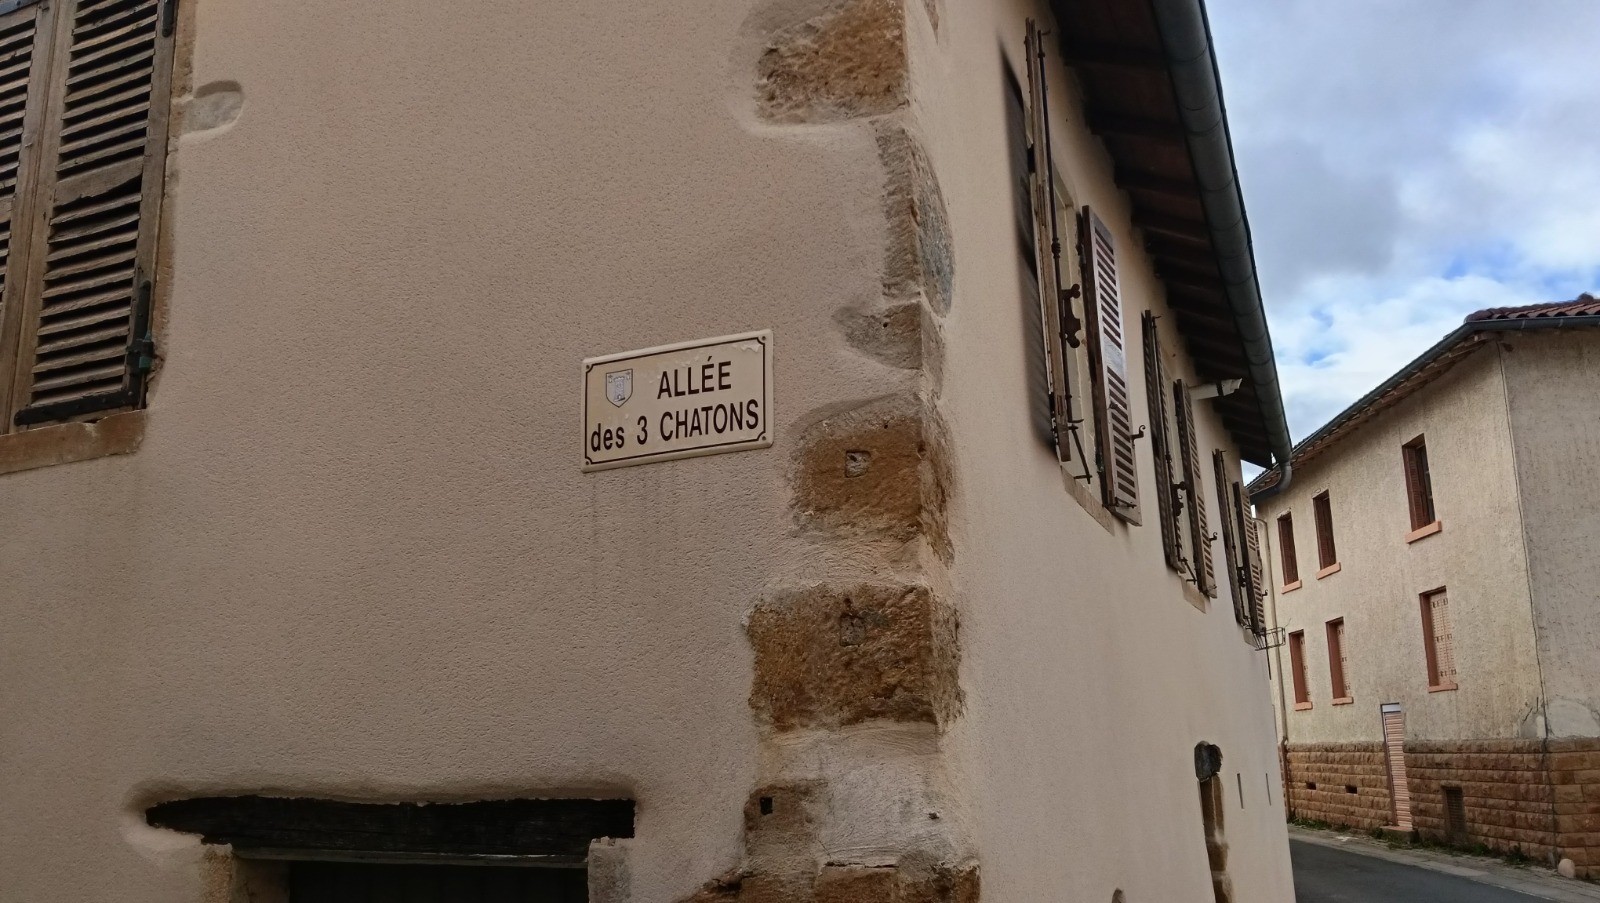 ALLÉE
des 3 CHATONS